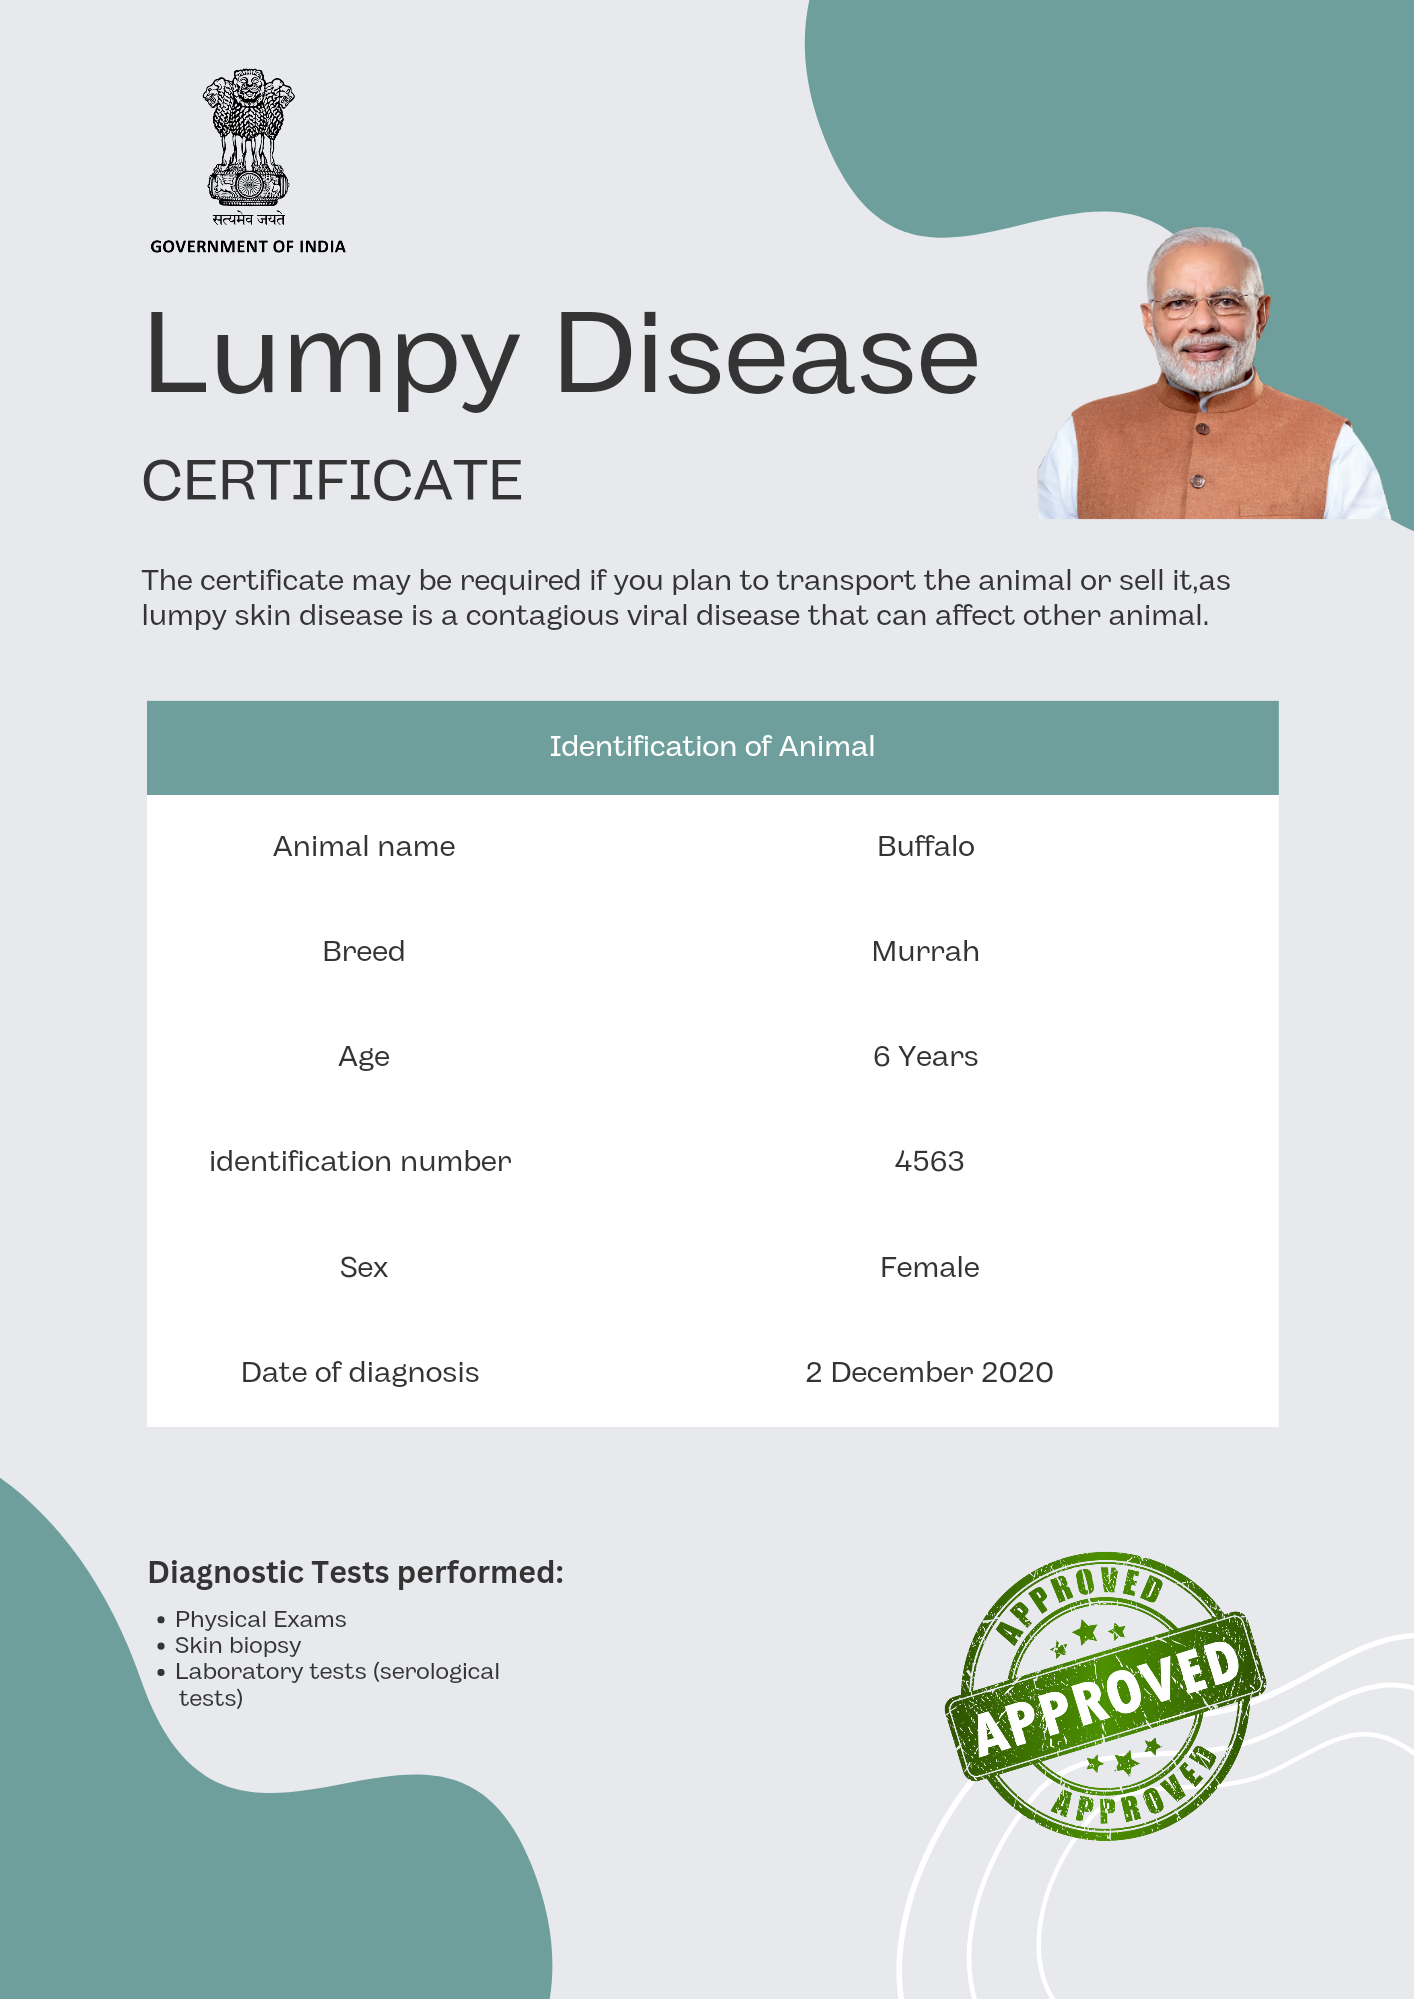 सत्यमेव जयते
GOVERNMENT OF INDIA
Lumpy Disease
CERTIFICATE
The certificate may be required if you plan to transport the animal or sell it,as
lumpy skin disease is a contagious viral disease that can affect other animal.
Identification of Animal
Animal name Buffalo
Breed Murrah
Age 6 Years
identification number 4563
Sex Female
Date of diagnosis 2 December 2020
Diagnostic Tests performed:
• Physical Exams
• Skin biopsy
• Laboratory tests (serological
tests)
APPROVED
APPROVED
APPROVED